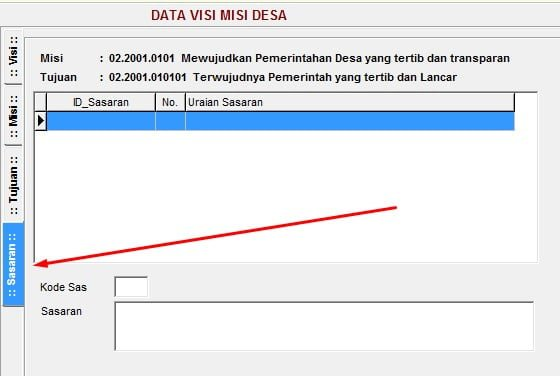 DATA VISI MISI DESA
:: Visi ::
:: Misi ::
:: Tujuan ::
:: Sasaran ::
Misi : 02.2001.0101 Mewujudkan Pemerintahan Desa yang tertib dan transparan
Tujuan : 02.2001.010101 Terwujudnya Pemerintah yang tertib dan Lancar
ID_Sasaran No. Uraian Sasaran
Kode Sas
Sasaran